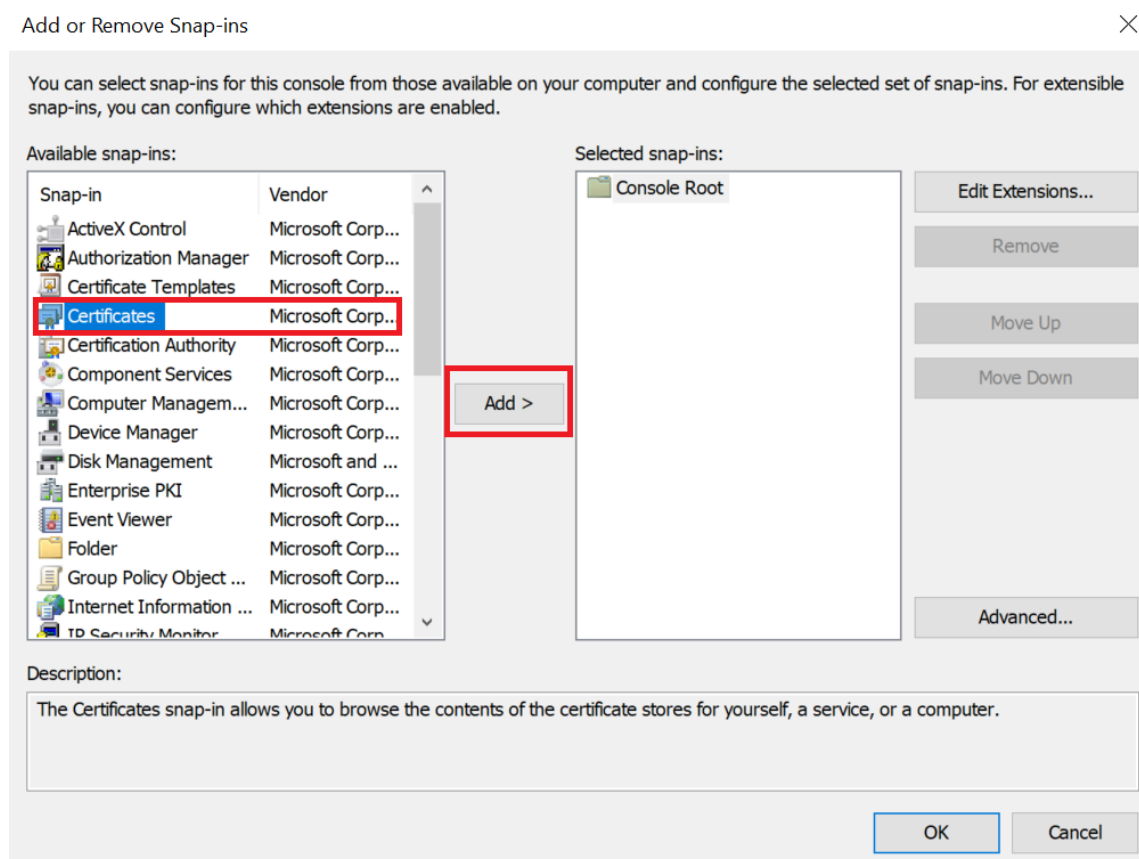 Add or Remove Snap-ins
You can select snap-ins for this console from those available on your computer and configure the selected set of snap-ins. For extensible
snap-ins, you can configure which extensions are enabled.
Available snap-ins:
Snap-in Vendor
ActiveX Control Microsoft Corp...
Authorization Manager Microsoft Corp...
Certificate Templates Microsoft Corp...
Certificates Microsoft Corp...
Certification Authority Microsoft Corp...
Component Services Microsoft Corp...
Computer Managem... Microsoft Corp...
Device Manager Microsoft Corp...
Disk Management Microsoft and ...
Enterprise PKI Microsoft Corp...
Event Viewer Microsoft Corp...
Folder Microsoft Corp...
Group Policy Object ... Microsoft Corp...
Internet Information ... Microsoft Corp...
IP Security Monitor Microsoft Corp
Add >
Selected snap-ins:
Console Root
Edit Extensions...
Remove
Move Up
Move Down
Advanced...
Description:
The Certificates snap-in allows you to browse the contents of the certificate stores for yourself, a service, or a computer.
OK Cancel